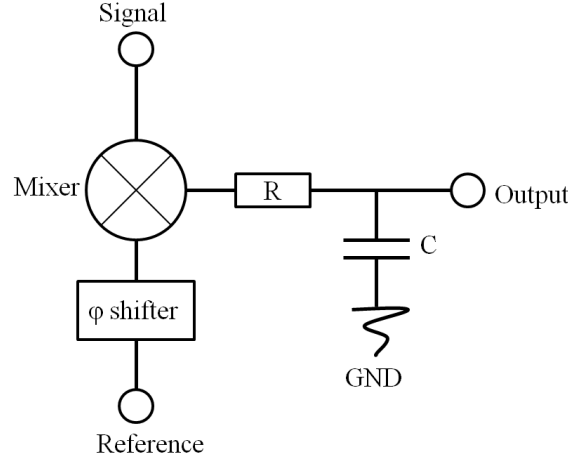 Signal
Mixer
R
Output
C
φ shifter
GND
Reference